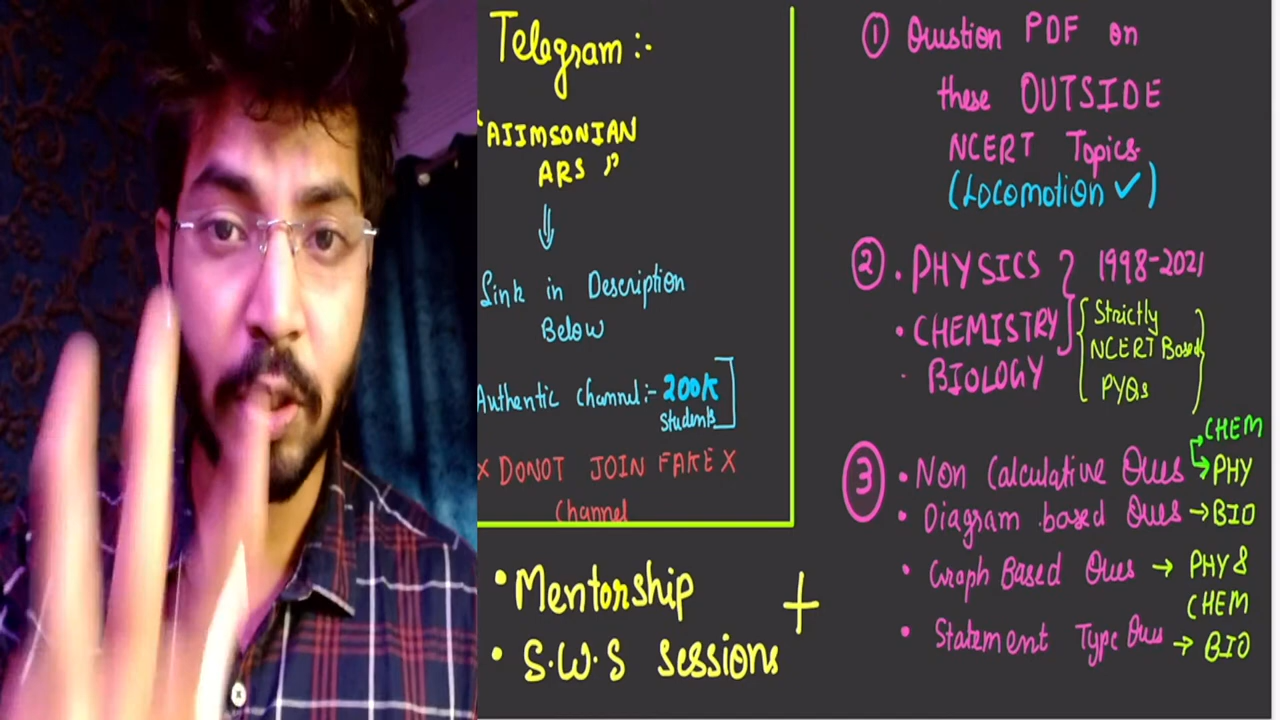 Telegram :-
"AIIMSONIAN
ARS"
⇓
Link in Description
Below
Authentic channel:- 200K
Students
x DONOT JOIN FAKE x
Channel
• Mentorship
• S.W.S sessions
+
① Question PDF on
these OUTSIDE
NCERT Topics.
(Locomotion ✓)
② • PHYSICS } 1998-2021
• CHEMISTRY
• BIOLOGY
{Strictly
NCERT Based
PYQs}
③ • Non Calculative Ques → CHEM
→ PHY
• Diagram based Ques → BIO
• Graph Based Ques → PHY &
CHEM
• Statement Type Ques → BIO